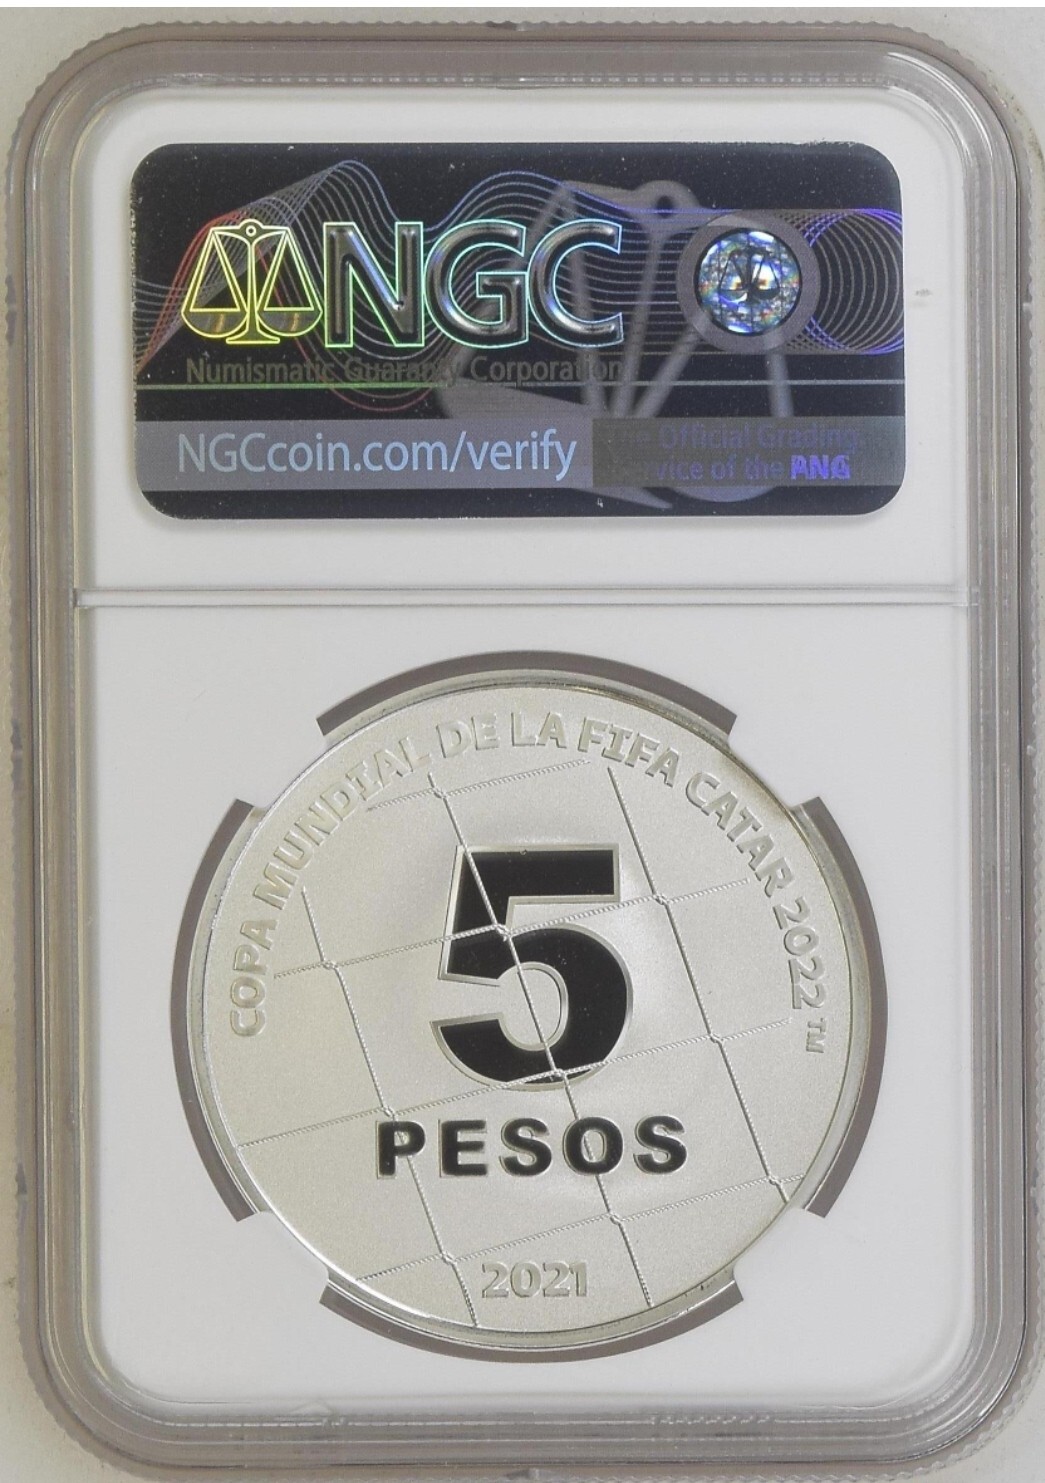 NGC
Numismatic Guaranty Corporation
NGCcoin.com/verify
The Official Grading
Service of the PNG
COPA MUNDIAL DE LA FIFA CATAR 2022 TM
5
PESOS
2021